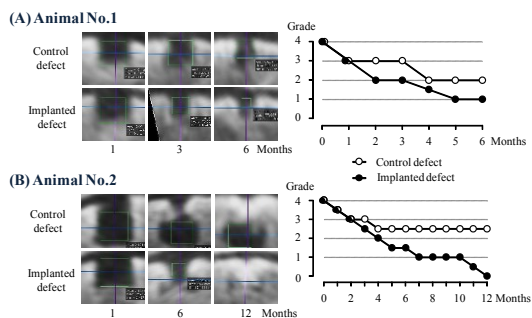 (A) Animal No.1
Control
defect
Implanted
defect
1 3 6 Months
Grade
4
3
2
1
0
0 1 2 3 4 5 6
Months
Control defect
Implanted defect
(B) Animal No.2
Control
defect
Implanted
defect
1 6 12 Months
Grade
4
3
2
1
0
0 2 4 6 8 10 12 Months